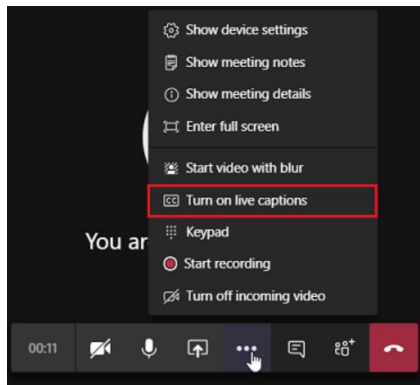 Show device settings
Show meeting notes
Show meeting details
Enter full screen
Start video with blur
CC Turn on live captions
You ar
Keypad
Start recording
Turn off incoming video
00:11